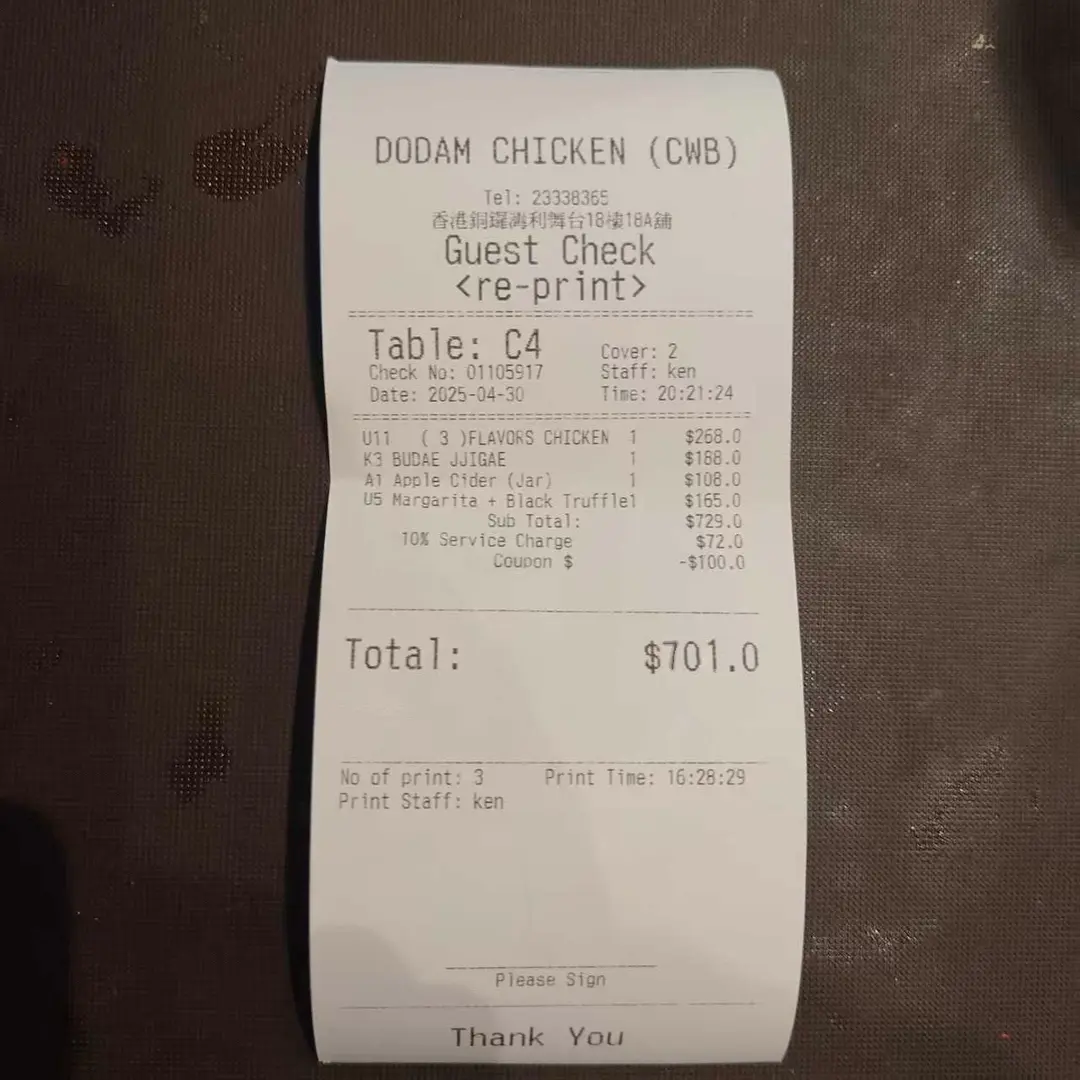 DODAM CHICKEN (CWB)
Tel: 23338365
香港銅鑼灣利舞台18樓18A舖
Guest Check
<re-print>
Table: C4
Cover: 2
Check No: 01105917
Staff: ken
Date: 2025-04-30
Time: 20:21:24
U11 ( 3 )FLAVORS CHICKEN 1 $268.0
K3 BUDAE JJIGAE 1 $188.0
A1 Apple Cider (Jar) 1 $108.0
U5 Margarita + Black Truffle1 $165.0
Sub Total: $729.0
10% Service Charge $72.0
Coupon $ -$100.0
Total: $701.0
No of print: 3 Print Time: 16:28:29
Print Staff: ken
Please Sign
Thank You